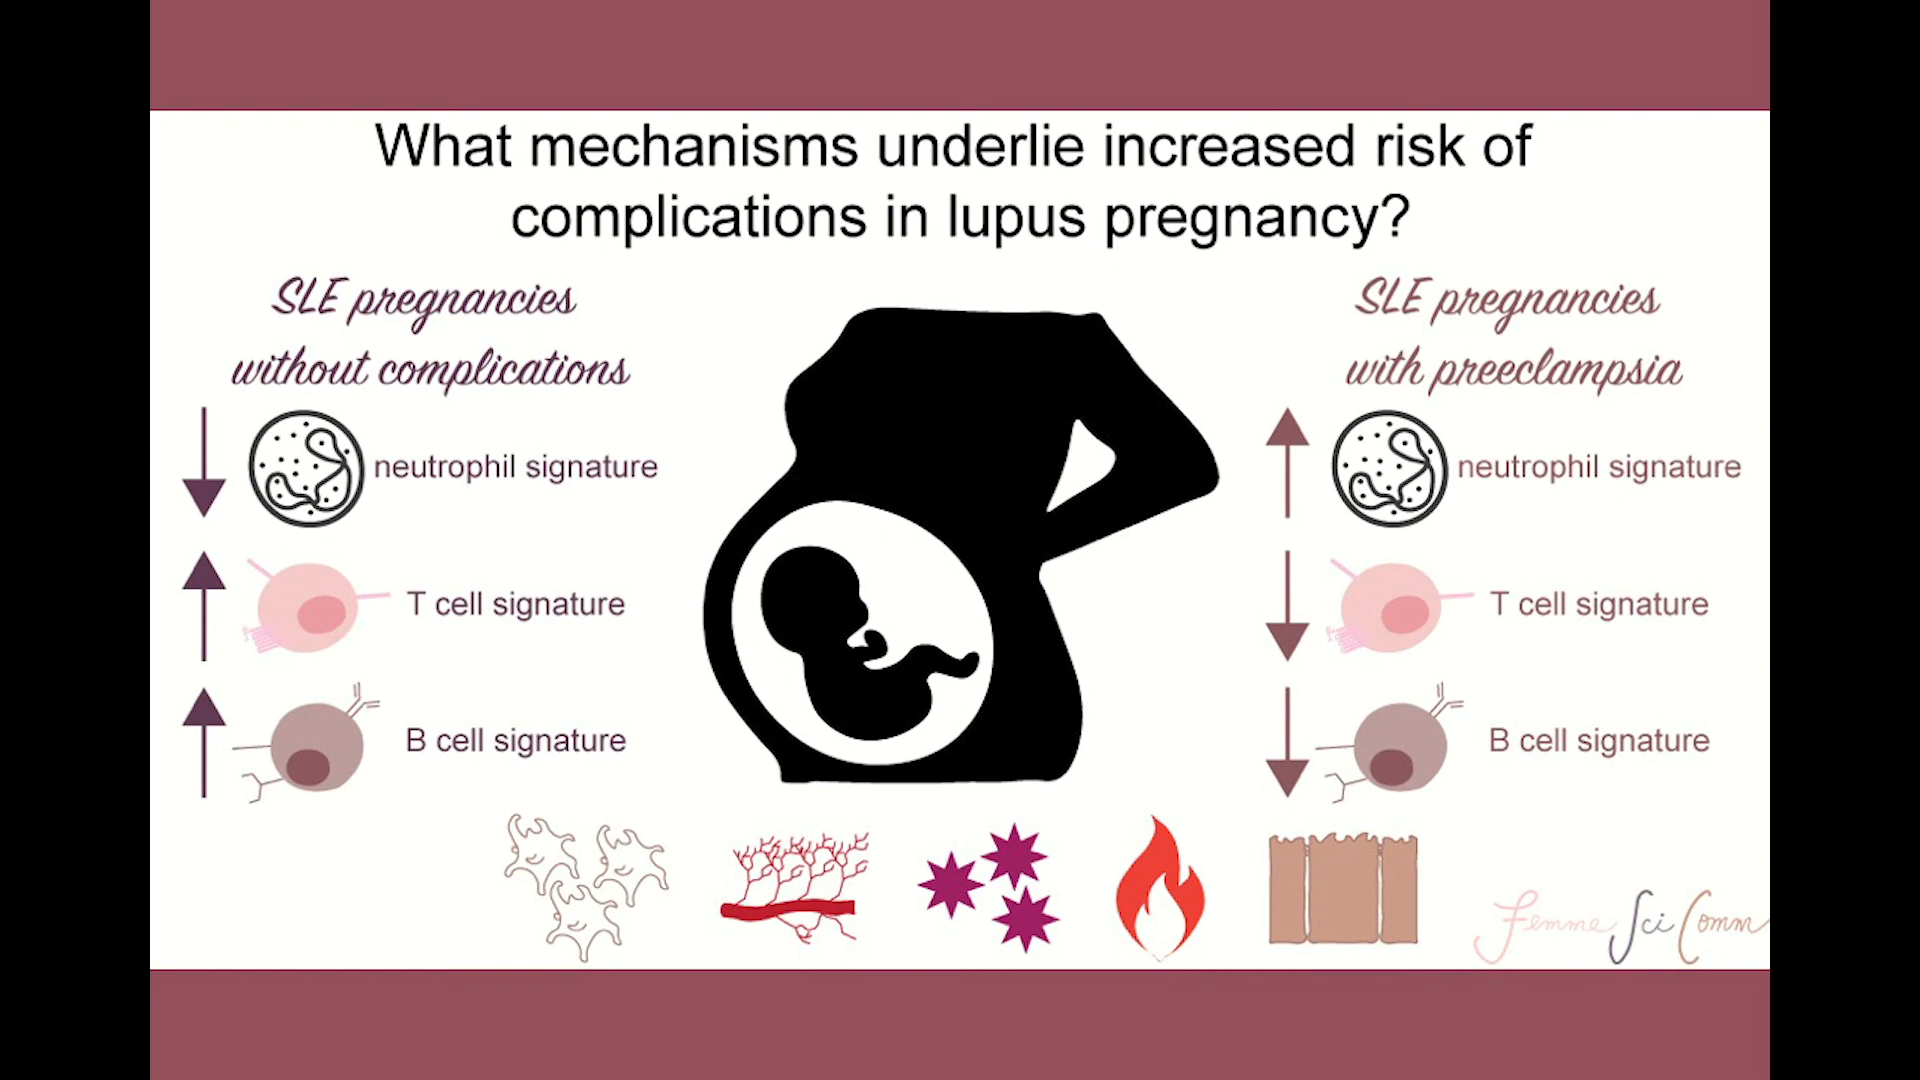 What mechanisms underlie increased risk of
complications in lupus pregnancy?
SLE pregnancies
without complications
neutrophil signature
T cell signature
B cell signature
SLE pregnancies
with preeclampsia
neutrophil signature
T cell signature
B cell signature
Femme Sci Comm